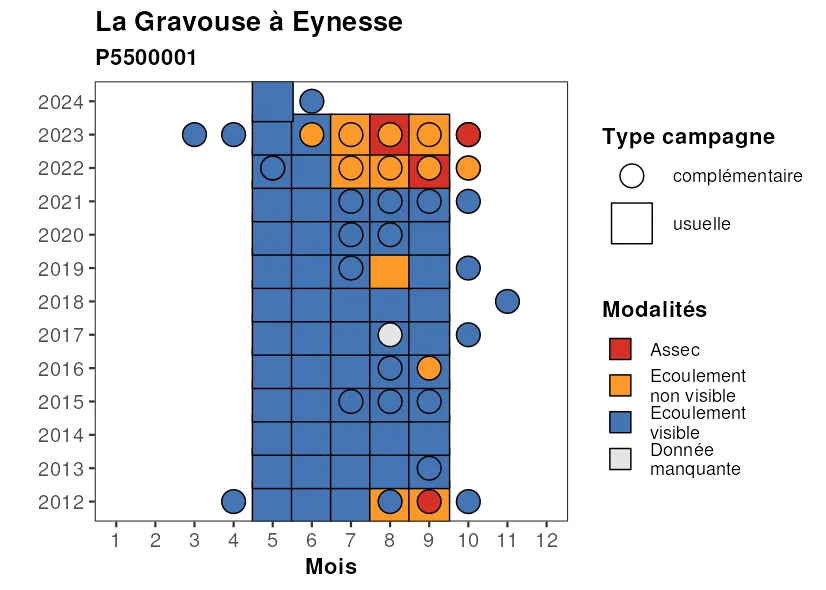 La Gravouse à Eynesse
P5500001
2024
2023
2022
2021
2020
2019
2018
2017
2016
2015
2014
2013
2012
1 2 3 4 5 6 7 8 9 10 11 12
Mois
Type campagne
complémentaire
usuelle
Modalités
Assec
Ecoulement
non visible
Ecoulement
visible
Donnée
manquante